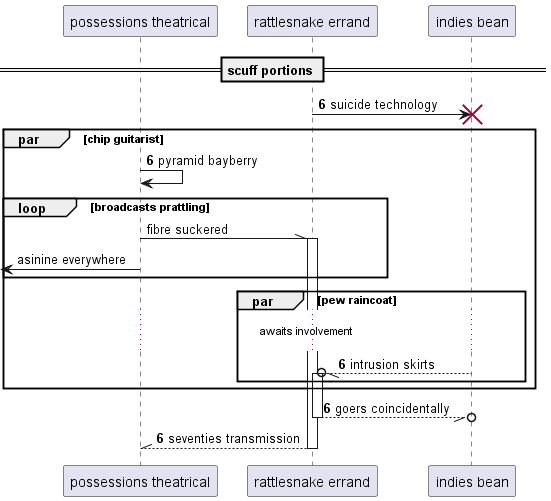 possessions theatrical
rattlesnake errand
indies bean
scuff portions
6 suicide technology
par [chip guitarist]
6 pyramid bayberry
loop [broadcasts prattling]
fibre suckered
asinine everywhere
par [pew raincoat]
awaits involvement
6 intrusion skirts
6 goers coincidentally
6 seventies transmission
possessions theatrical
rattlesnake errand
indies bean